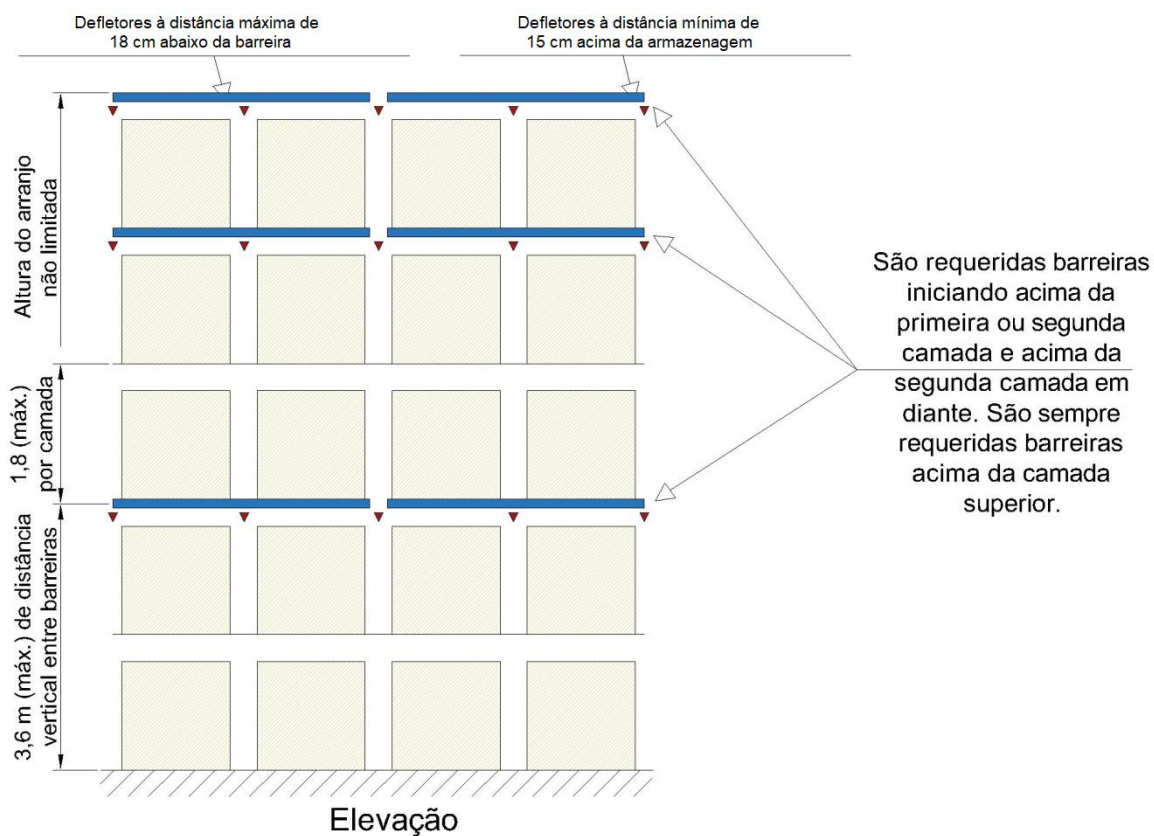 Defletores à distância máxima de
18 cm abaixo da barreira
Defletores à distância mínima de
15 cm acima da armazenagem
Altura do arranjo
não limitada
1,8 (máx.)
por camada
3,6 m (máx.) de distância
vertical entre barreiras
São requeridas barreiras
iniciando acima da
primeira ou segunda
camada e acima da
segunda camada em
diante. São sempre
requeridas barreiras
acima da camada
superior.
Elevação